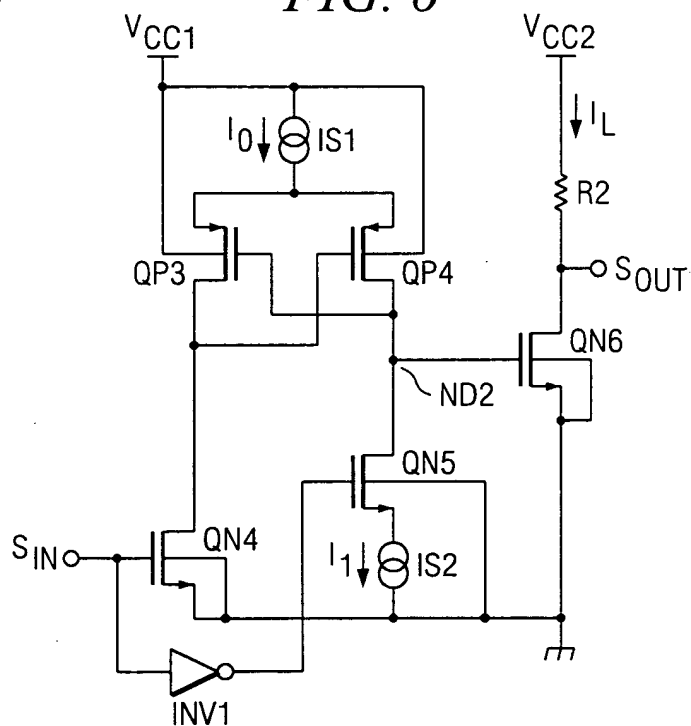 FIG. 6
VCC1
VCC2
I0
IS1
IL
R2
QP3
QP4
SOUT
QN6
ND2
QN5
SIN
QN4
I1
IS2
INV1